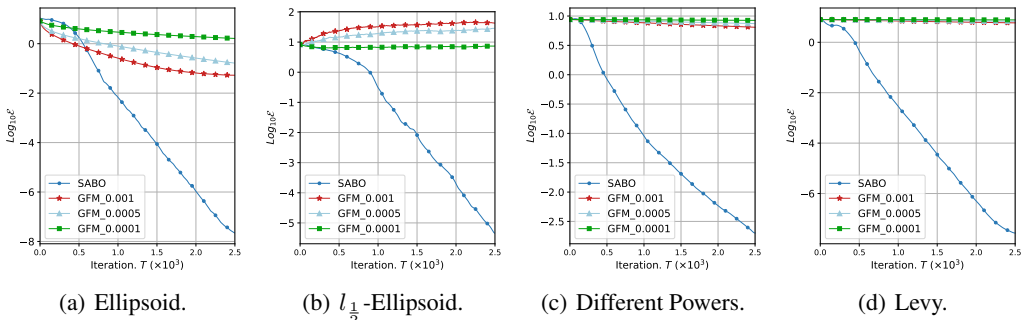 0
−2
−4
−6
−8
Log₁₀ℰ
SABO
GFM_0.001
GFM_0.0005
GFM_0.0001
0.0 0.5 1.0 1.5 2.0 2.5
Iteration. T (×10³)
(a) Ellipsoid.
2
1
0
−1
−2
−3
−4
−5
Log₁₀ℰ
SABO
GFM_0.001
GFM_0.0005
GFM_0.0001
0.0 0.5 1.0 1.5 2.0 2.5
Iteration. T (×10³)
(b) l½-Ellipsoid.
1.0
0.5
0.0
−0.5
−1.0
−1.5
−2.0
−2.5
Log₁₀ℰ
SABO
GFM_0.001
GFM_0.0005
GFM_0.0001
0.0 0.5 1.0 1.5 2.0 2.5
Iteration. T (×10³)
(c) Different Powers.
0
−2
−4
−6
Log₁₀ℰ
SABO
GFM_0.001
GFM_0.0005
GFM_0.0001
0.0 0.5 1.0 1.5 2.0 2.5
Iteration. T (×10³)
(d) Levy.